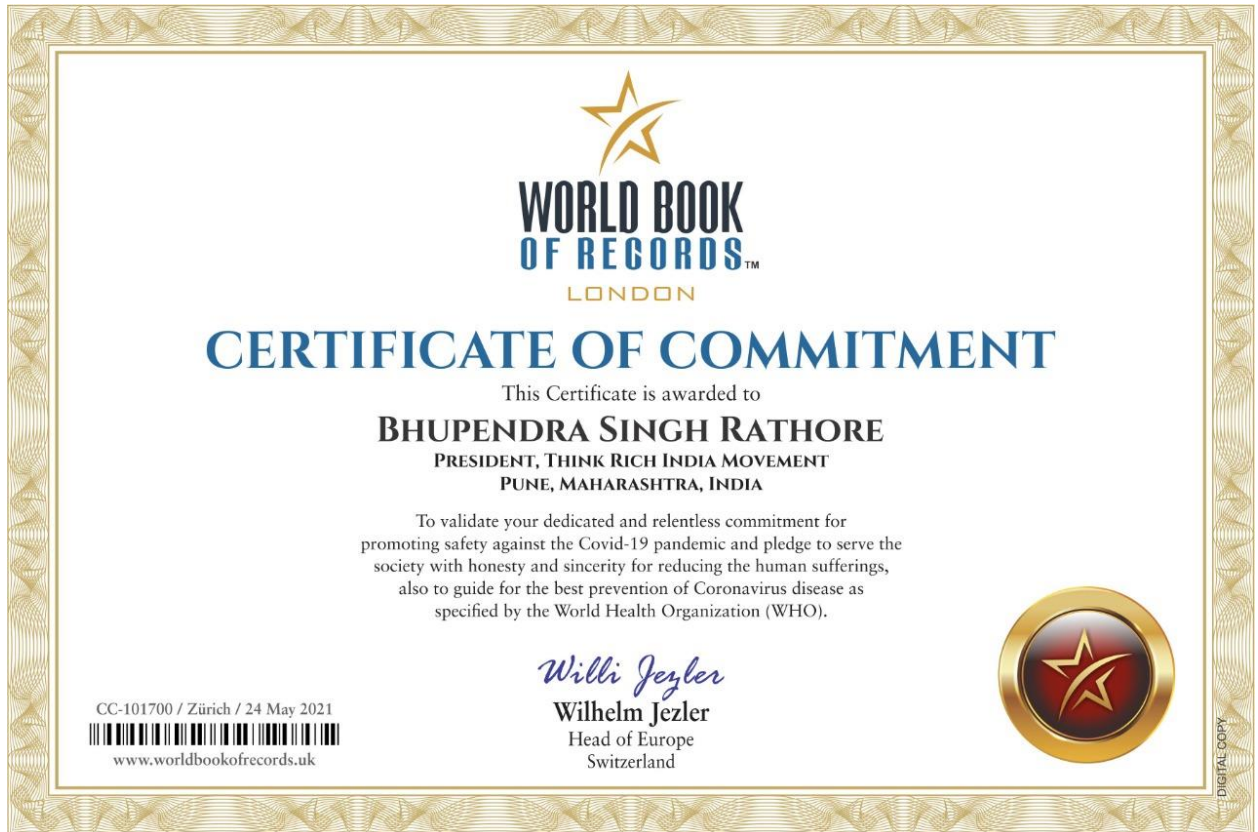 WORLD BOOK
OF RECORDS™
LONDON
CERTIFICATE OF COMMITMENT
This Certificate is awarded to
BHUPENDRA SINGH RATHORE
PRESIDENT, THINK RICH INDIA MOVEMENT
PUNE, MAHARASHTRA, INDIA
To validate your dedicated and relentless commitment for
promoting safety against the Covid-19 pandemic and pledge to serve the
society with honesty and sincerity for reducing the human sufferings,
also to guide for the best prevention of Coronavirus disease as
specified by the World Health Organization (WHO).
Willi Jezler
Wilhelm Jezler
Head of Europe
Switzerland
CC-101700 / Zürich / 24 May 2021
www.worldbookofrecords.uk
DIGITAL COPY